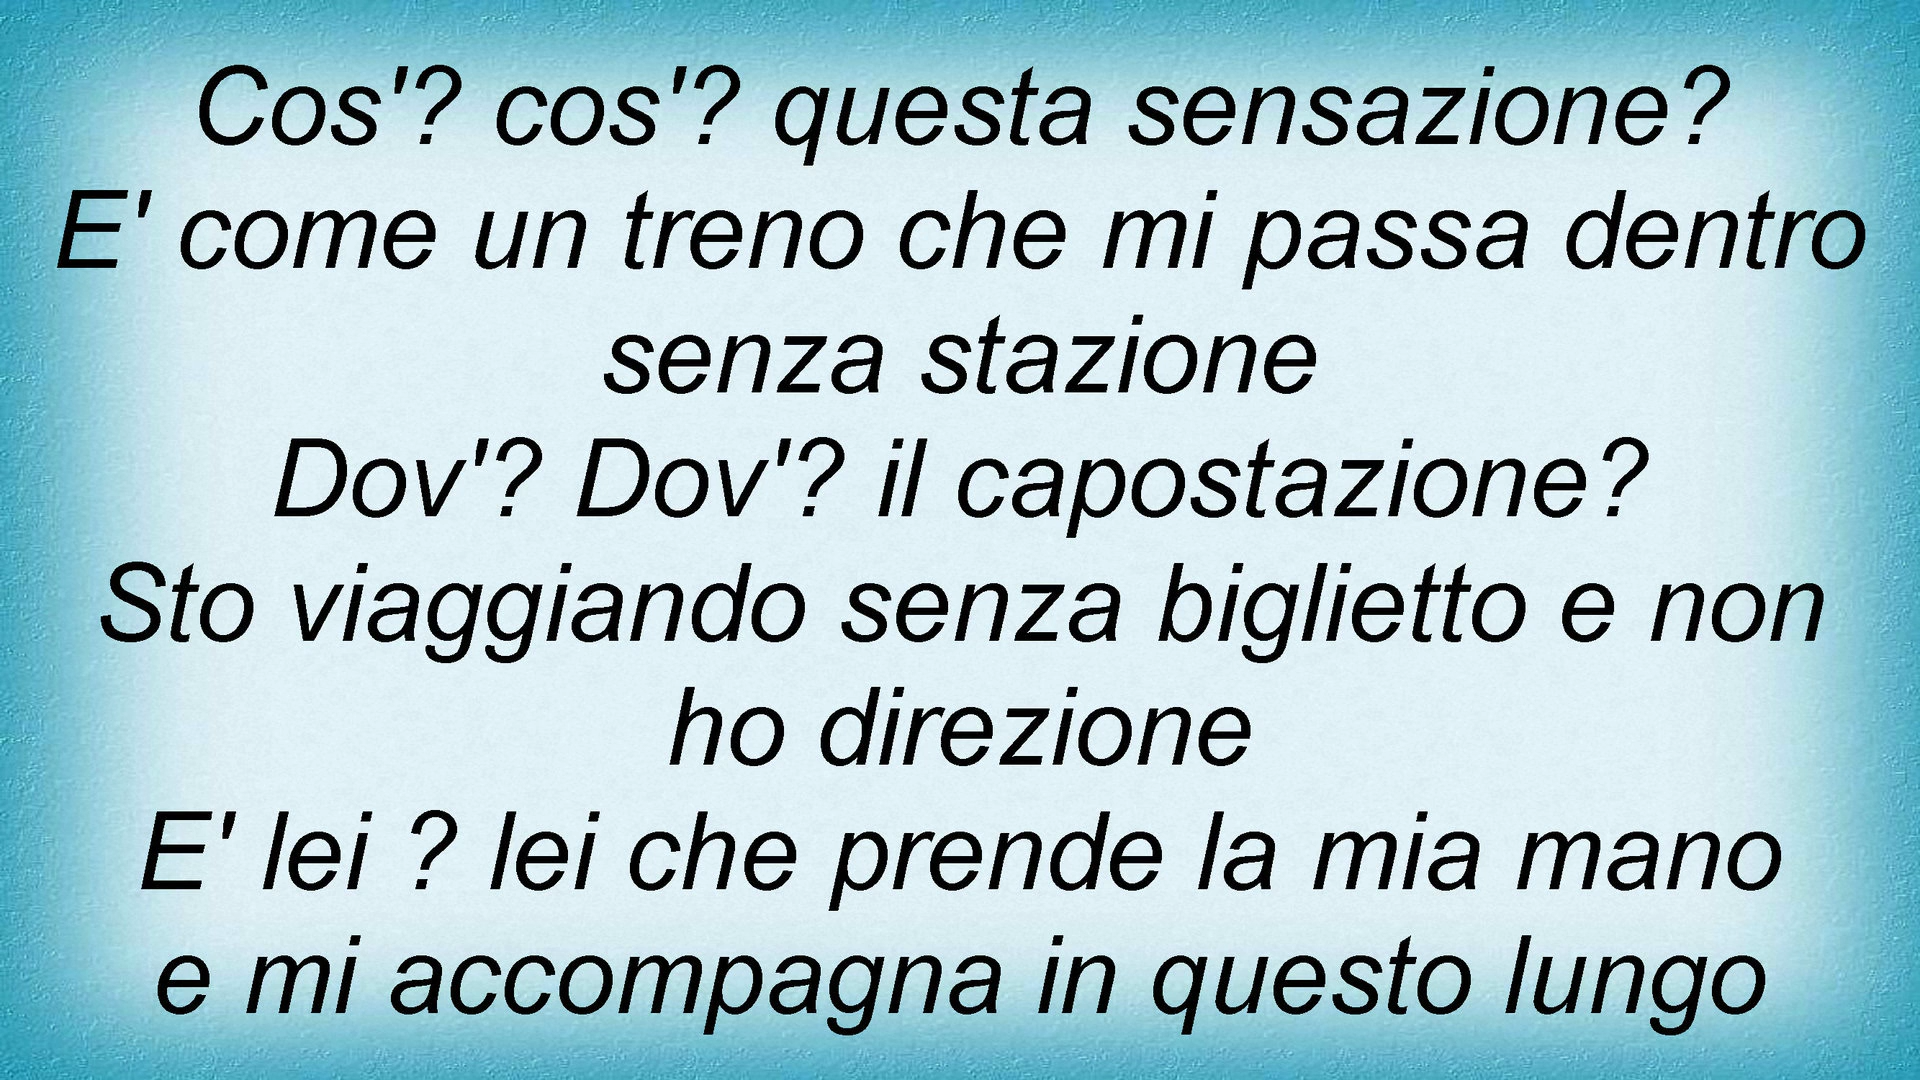 Cos'? cos'? questa sensazione?
E' come un treno che mi passa dentro
senza stazione
Dov'? Dov'? il capostazione?
Sto viaggiando senza biglietto e non
ho direzione
E' lei ? lei che prende la mia mano
e mi accompagna in questo lungo